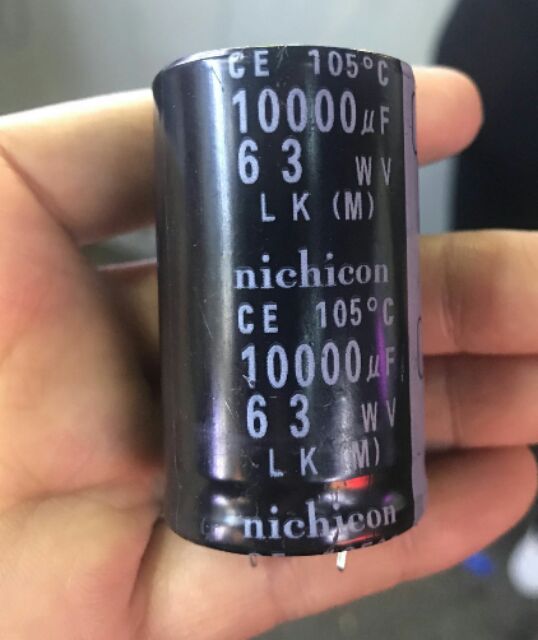 CE 105°C
10000μF
63 WV
LK (M)
nichicon
CE 105°C
10000μF
63 WV
LK (M)
nichicon